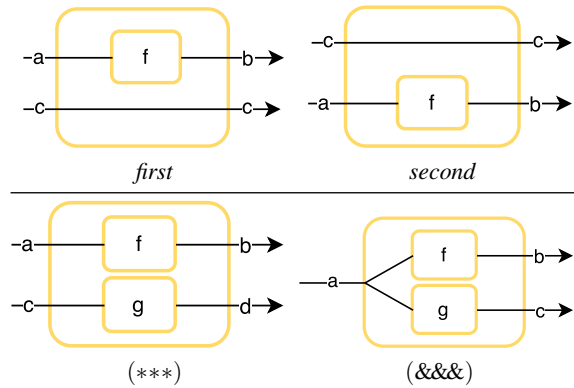 a f b
c c
first
c c
a f b
second
a f b
c g d
(***)
a f b
g c
(&&&)